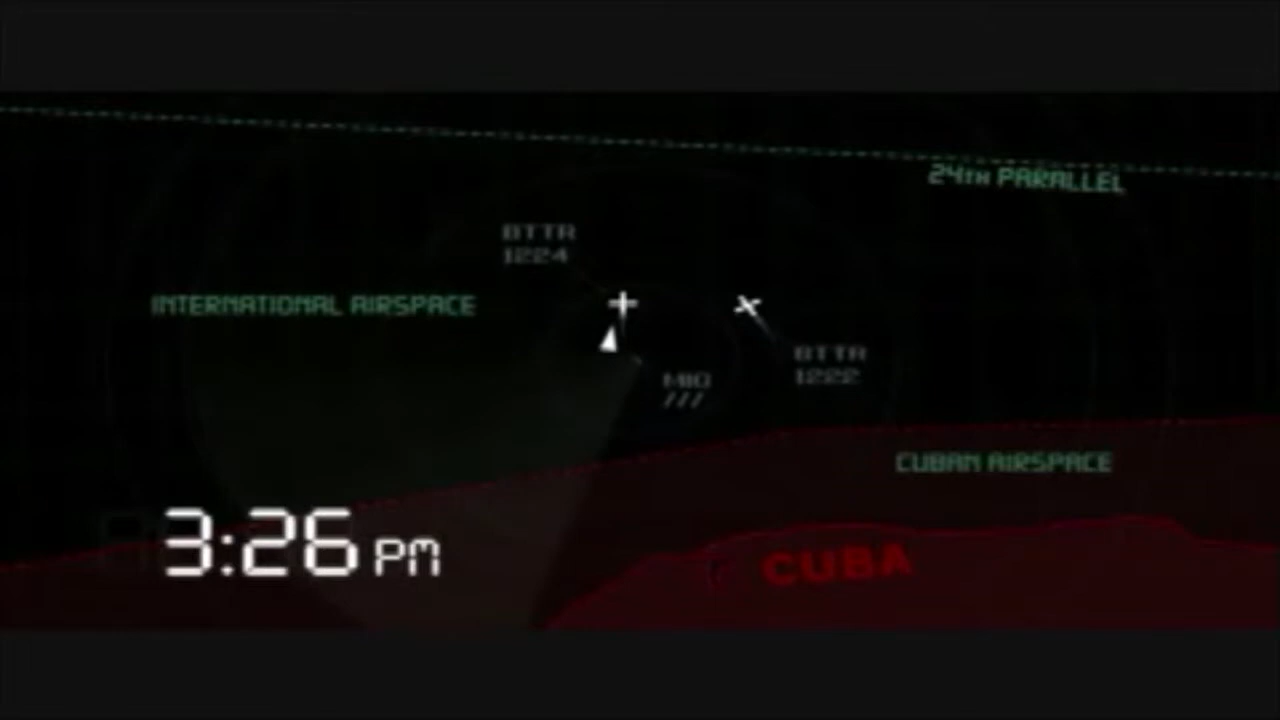 24TH PARALLEL
BTTR
1224
INTERNATIONAL AIRSPACE
BTTR
1222
MIG
///
CUBAN AIRSPACE
3:26 PM
CUBA